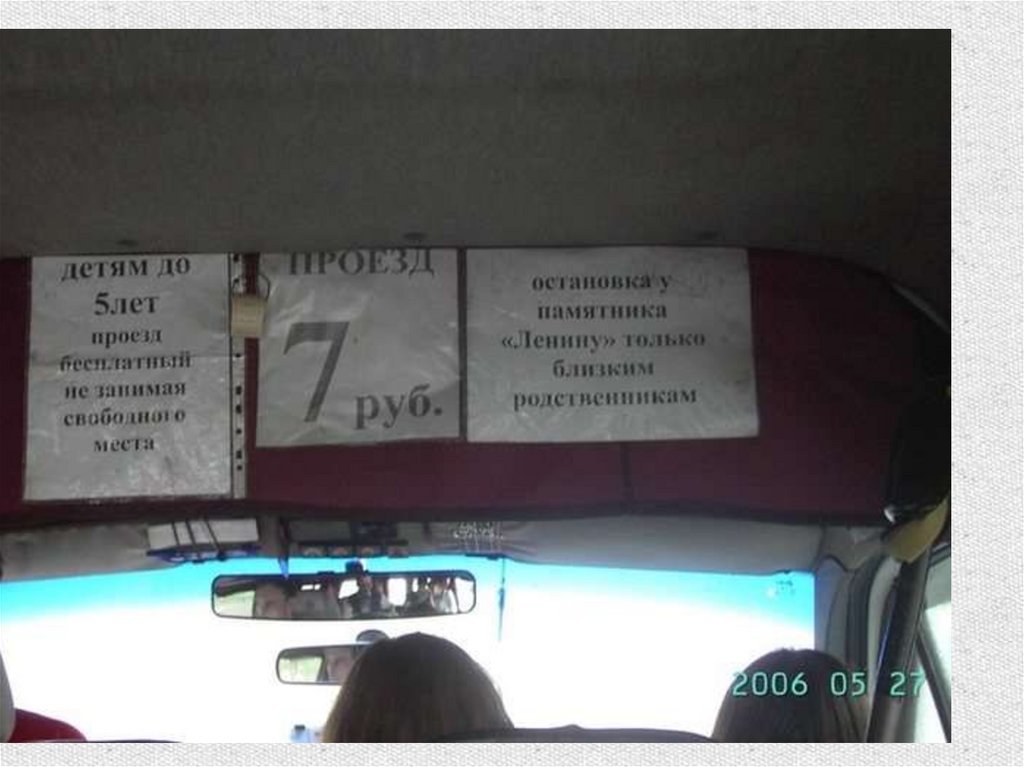 детям до
5лет
проезд
бесплатный
не занимая
свободного
места
ПРОЕЗД
7 руб.
остановка у
памятника
«Ленину» только
близким
родственникам
2006 05 27